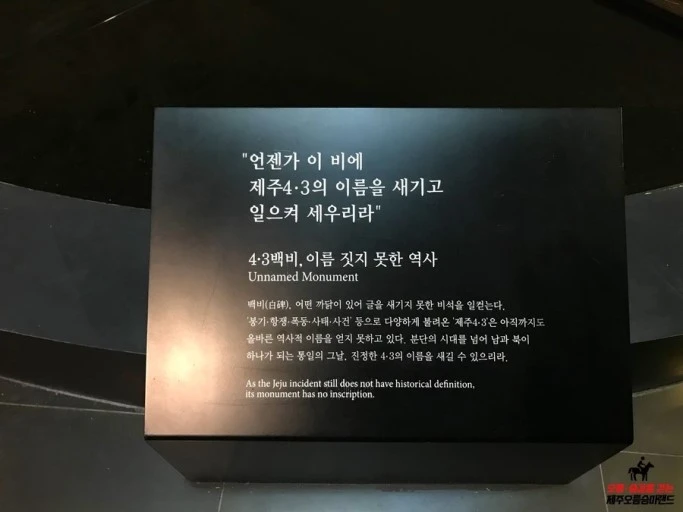 "언젠가 이 비에
제주4·3의 이름을 새기고
일으켜 세우리라"
4·3백비, 이름 짓지 못한 역사
Unnamed Monument
백비(白碑), 어떤 까닭이 있어 글을 새기지 못한 비석을 일컫는다.
'봉기·항쟁·폭동·사태·사건' 등으로 다양하게 불려온 '제주4·3'은 아직까지도
올바른 역사적 이름을 얻지 못하고 있다. 분단의 시대를 넘어 남과 북이
하나가 되는 통일의 그날, 진정한 4·3의 이름을 새길 수 있으리라.
As the Jeju incident still does not have historical definition,
its monument has no inscription.
제주오름승마랜드